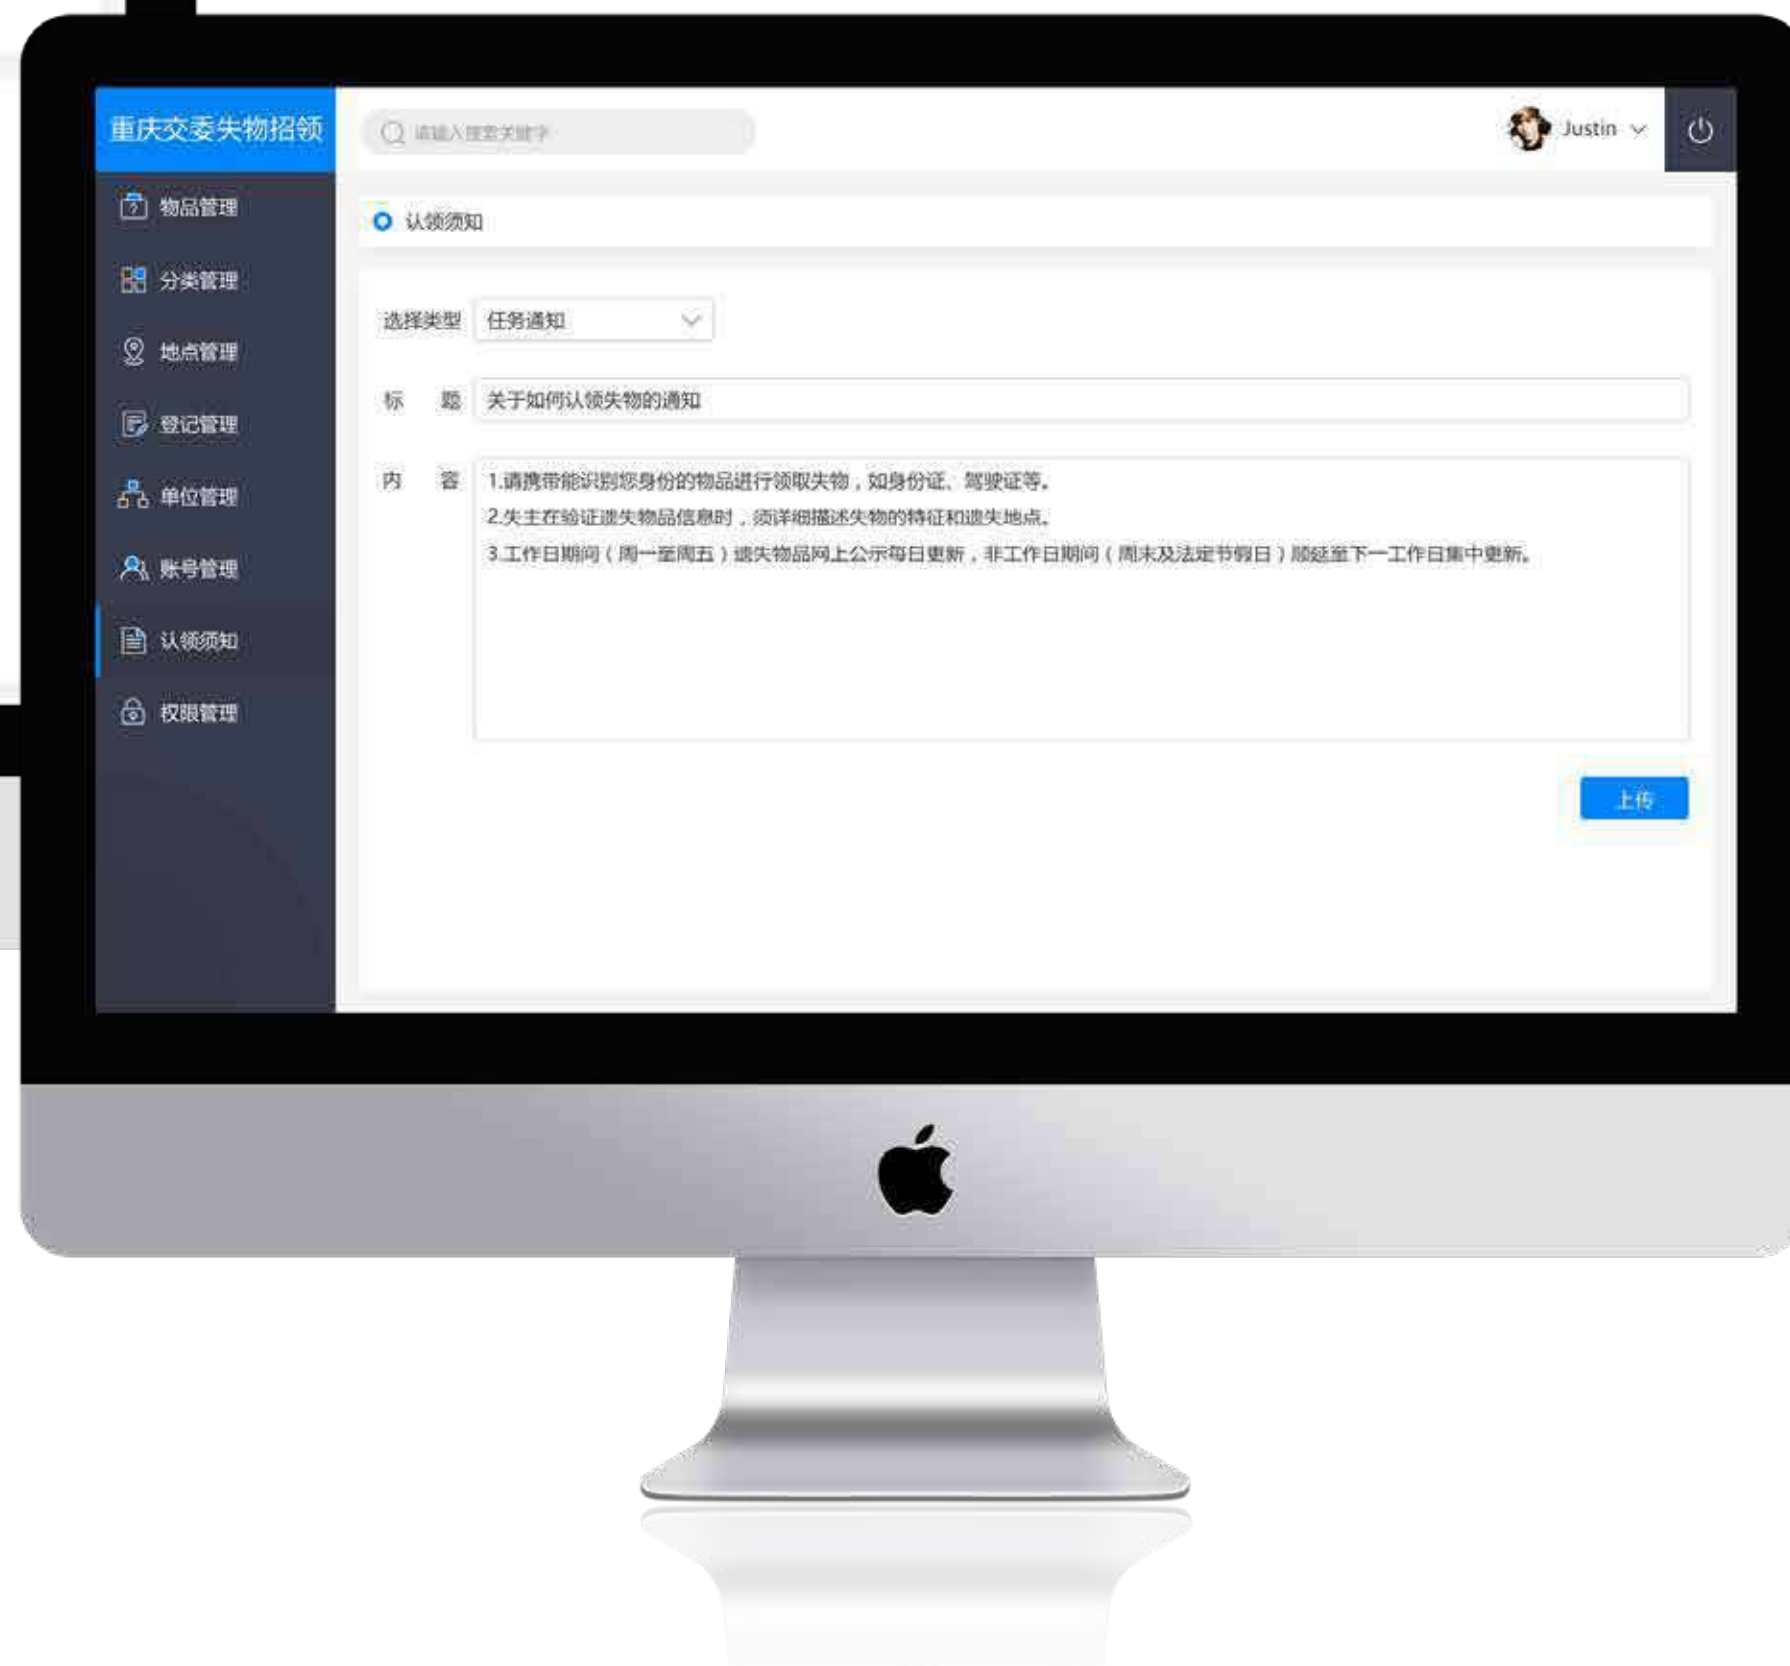 重庆交委失物招领
请输入搜索关键字
Justin
物品管理
分类管理
地点管理
登记管理
单位管理
账号管理
认领须知
权限管理
认领须知
选择类型 任务通知
标 题 关于如何认领失物的通知
内 容 1.请携带能识别您身份的物品进行领取失物，如身份证、驾驶证等。
2.失主在验证遗失物品信息时，须详细描述失物的特征和遗失地点。
3.工作日期间（周一至周五）遗失物品网上公示每日更新，非工作日期间（周末及法定节假日）顺延至下一工作日集中更新。
上传